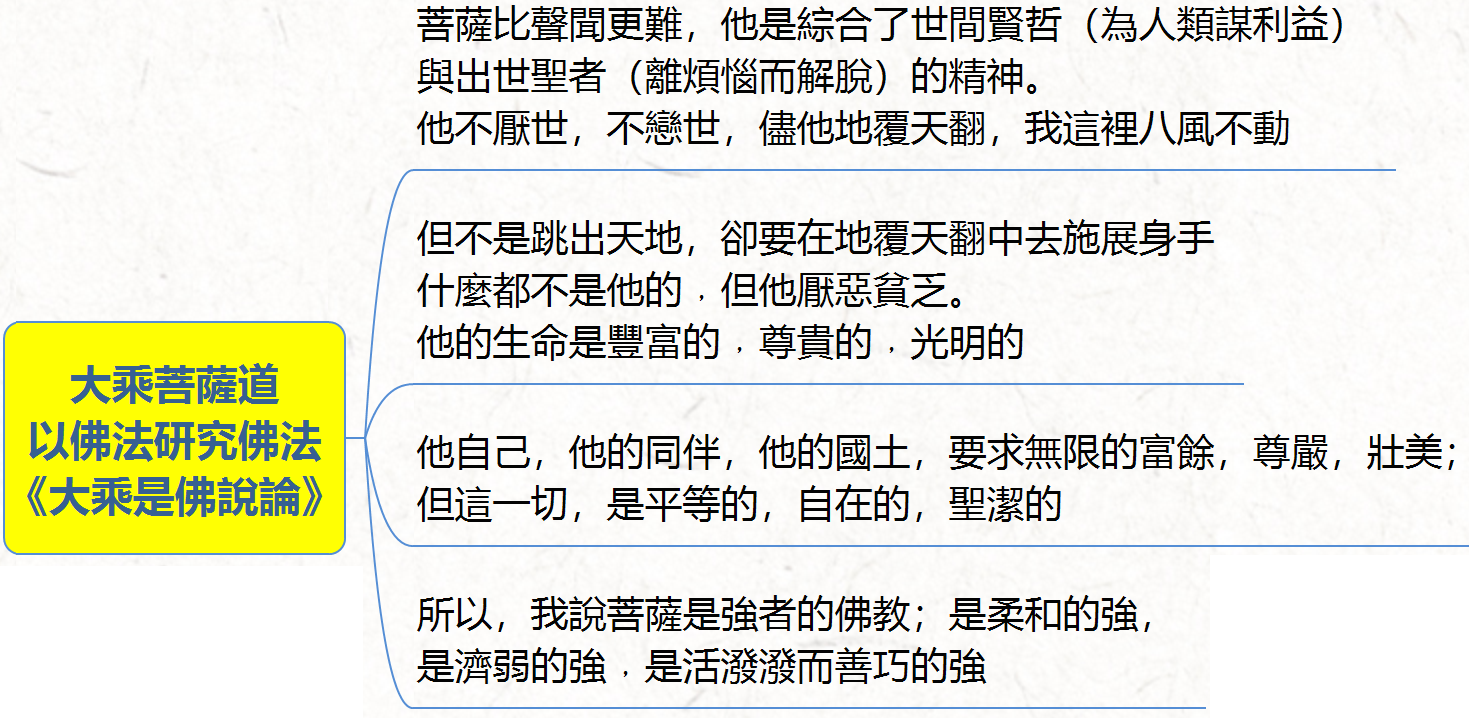 菩薩比聲聞更難，他是綜合了世間賢哲（為人類謀利益）
與出世聖者（離煩惱而解脫）的精神。
他不厭世，不戀世，儘他地覆天翻，我這裡八風不動
但不是跳出天地，卻要在地覆天翻中去施展身手
什麼都不是他的，但他厭惡貧乏。
他的生命是豐富的，尊貴的，光明的
大乘菩薩道
以佛法研究佛法
《大乘是佛說論》
他自己，他的同伴，他的國土，要求無限的富餘，尊嚴，壯美；
但這一切，是平等的，自在的，聖潔的
所以，我說菩薩是強者的佛教；是柔和的強，
是濟弱的強，是活潑潑而善巧的強